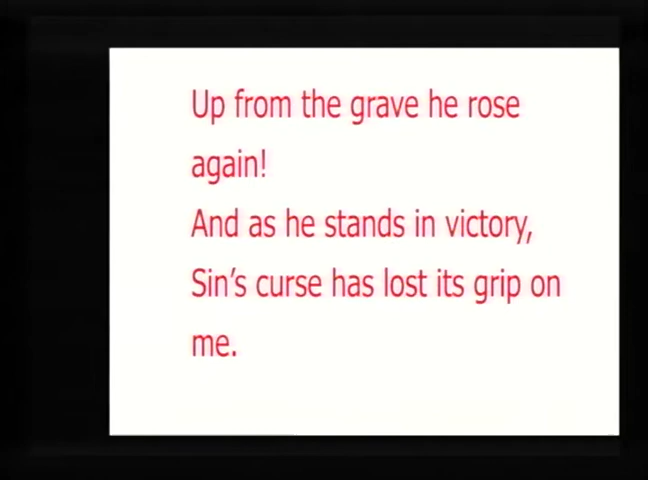 Up from the grave he rose
again!
And as he stands in victory,
Sin's curse has lost its grip on
me.